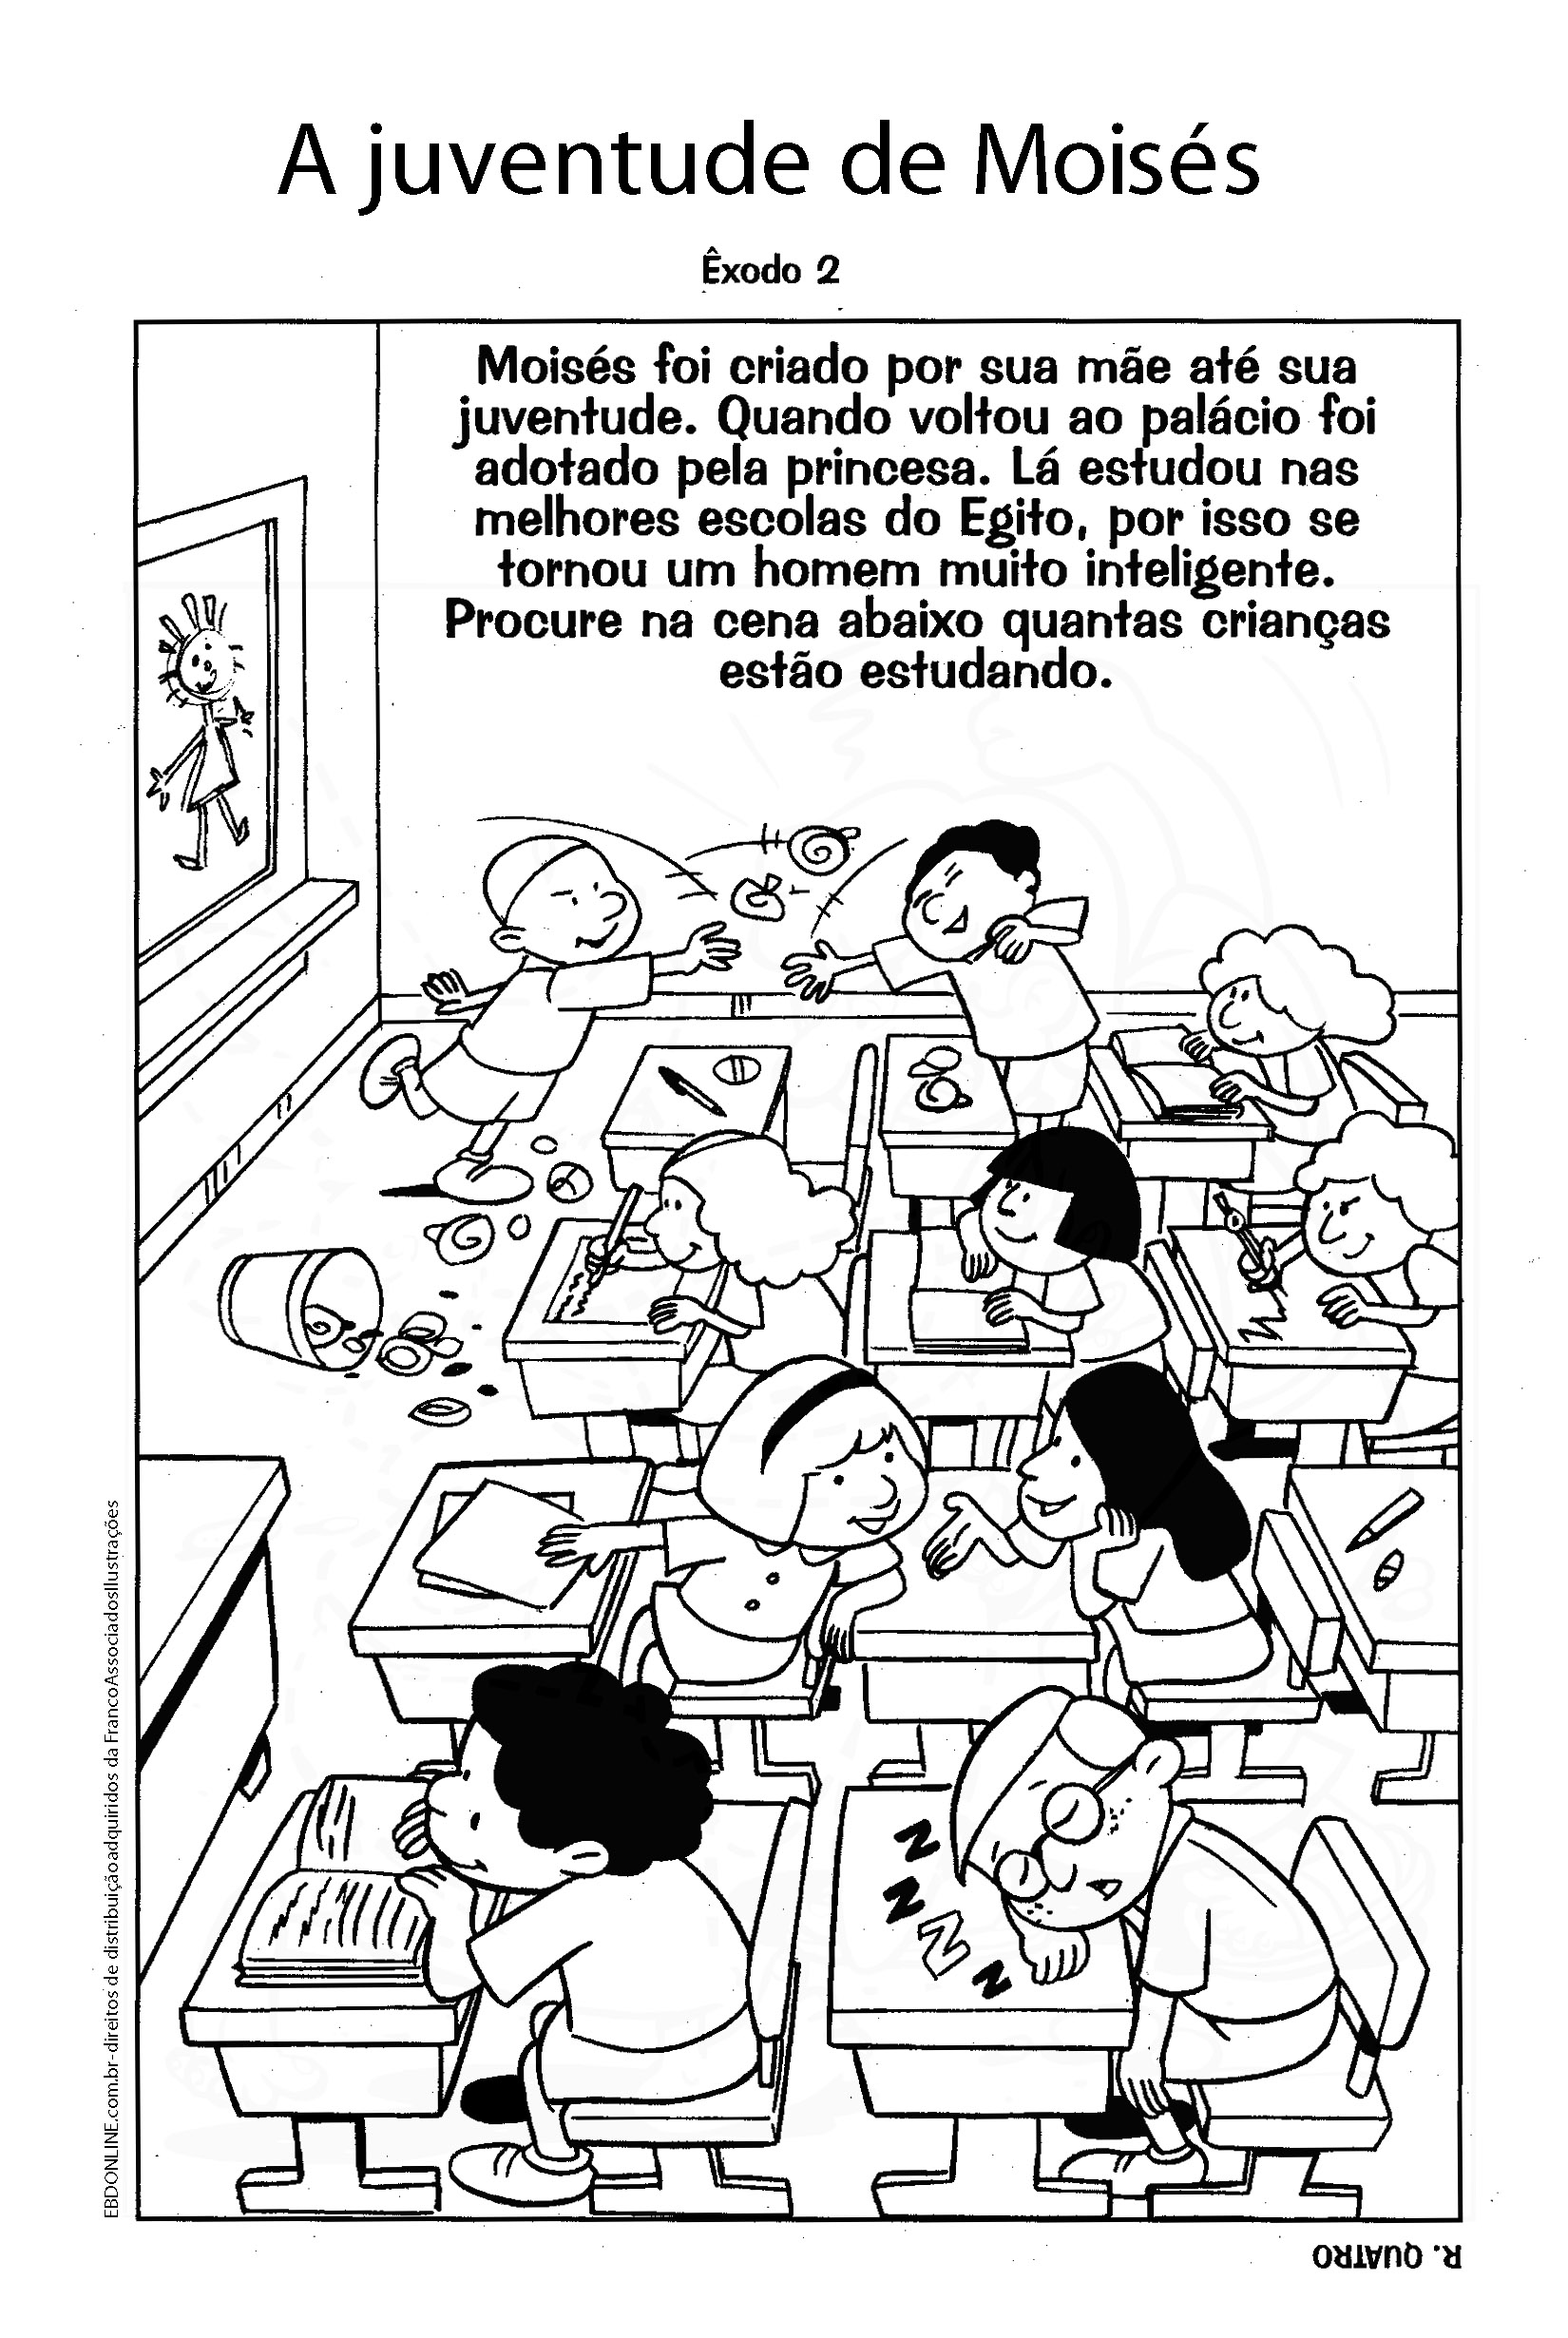 A juventude de Moisés
Êxodo 2
Moisés foi criado por sua mãe até sua
juventude. Quando voltou ao palácio foi
adotado pela princesa. Lá estudou nas
melhores escolas do Egito, por isso se
tornou um homem muito inteligente.
Procure na cena abaixo quantas crianças
estão estudando.
Z
Z
Z
Z
EBDONLINE.com.br-direitos de distribuiçãoadquiridos da FrancoAssociadosIlustrações
R. QUATRO